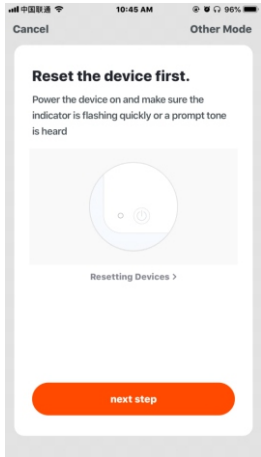 中国联通 10:45 AM 96%
Cancel Other Mode
Reset the device first.
Power the device on and make sure the
indicator is flashing quickly or a prompt tone
is heard
Resetting Devices >
next step